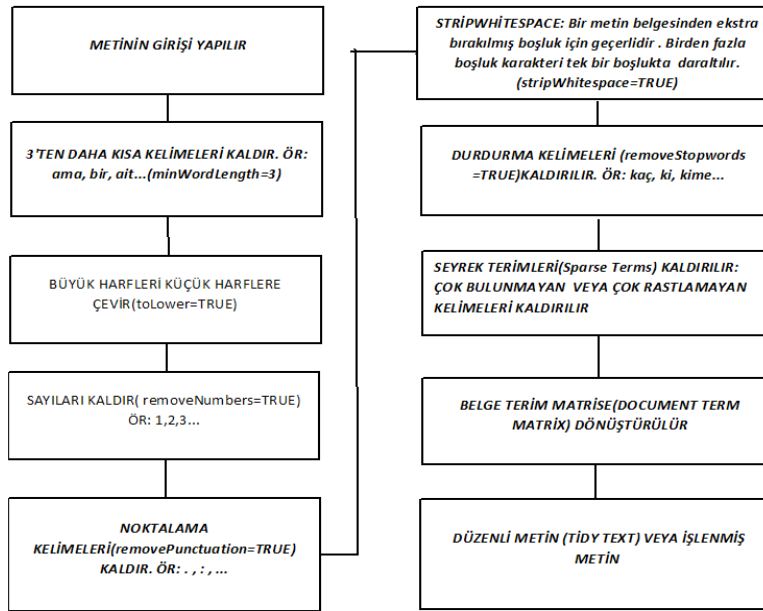 METİNİN GİRİŞİ YAPILIR
3'TEN DAHA KISA KELİMELERİ KALDIR. ÖR:
ama, bir, ait...(minWordLength=3)
BÜYÜK HARFLERİ KÜÇÜK HARFLERE
ÇEVİR(toLower=TRUE)
SAYILARI KALDIR( removeNumbers=TRUE)
ÖR: 1,2,3...
NOKTALAMA
KELİMELERİ(removePunctuation=TRUE)
KALDIR. ÖR: . , : , ...
STRİPWHİTESPACE: Bir metin belgesinden ekstra
bırakılmış boşluk için geçerlidir . Birden fazla
boşluk karakteri tek bir boşlukta daraltılır.
(stripWhitespace=TRUE)
DURDURMA KELİMELERİ (removeStopwords
=TRUE)KALDIRILIR. ÖR: kaç, ki, kime...
SEYREK TERİMLERİ(Sparse Terms) KALDIRILIR:
ÇOK BULUNMAYAN VEYA ÇOK RASTLAMAYAN
KELİMELERİ KALDIRILIR
BELGE TERİM MATRİSE(DOCUMENT TERM
MATRIX) DÖNÜŞTÜRÜLÜR
DÜZENLİ METİN (TİDY TEXT) VEYA İŞLENMİŞ
METİN